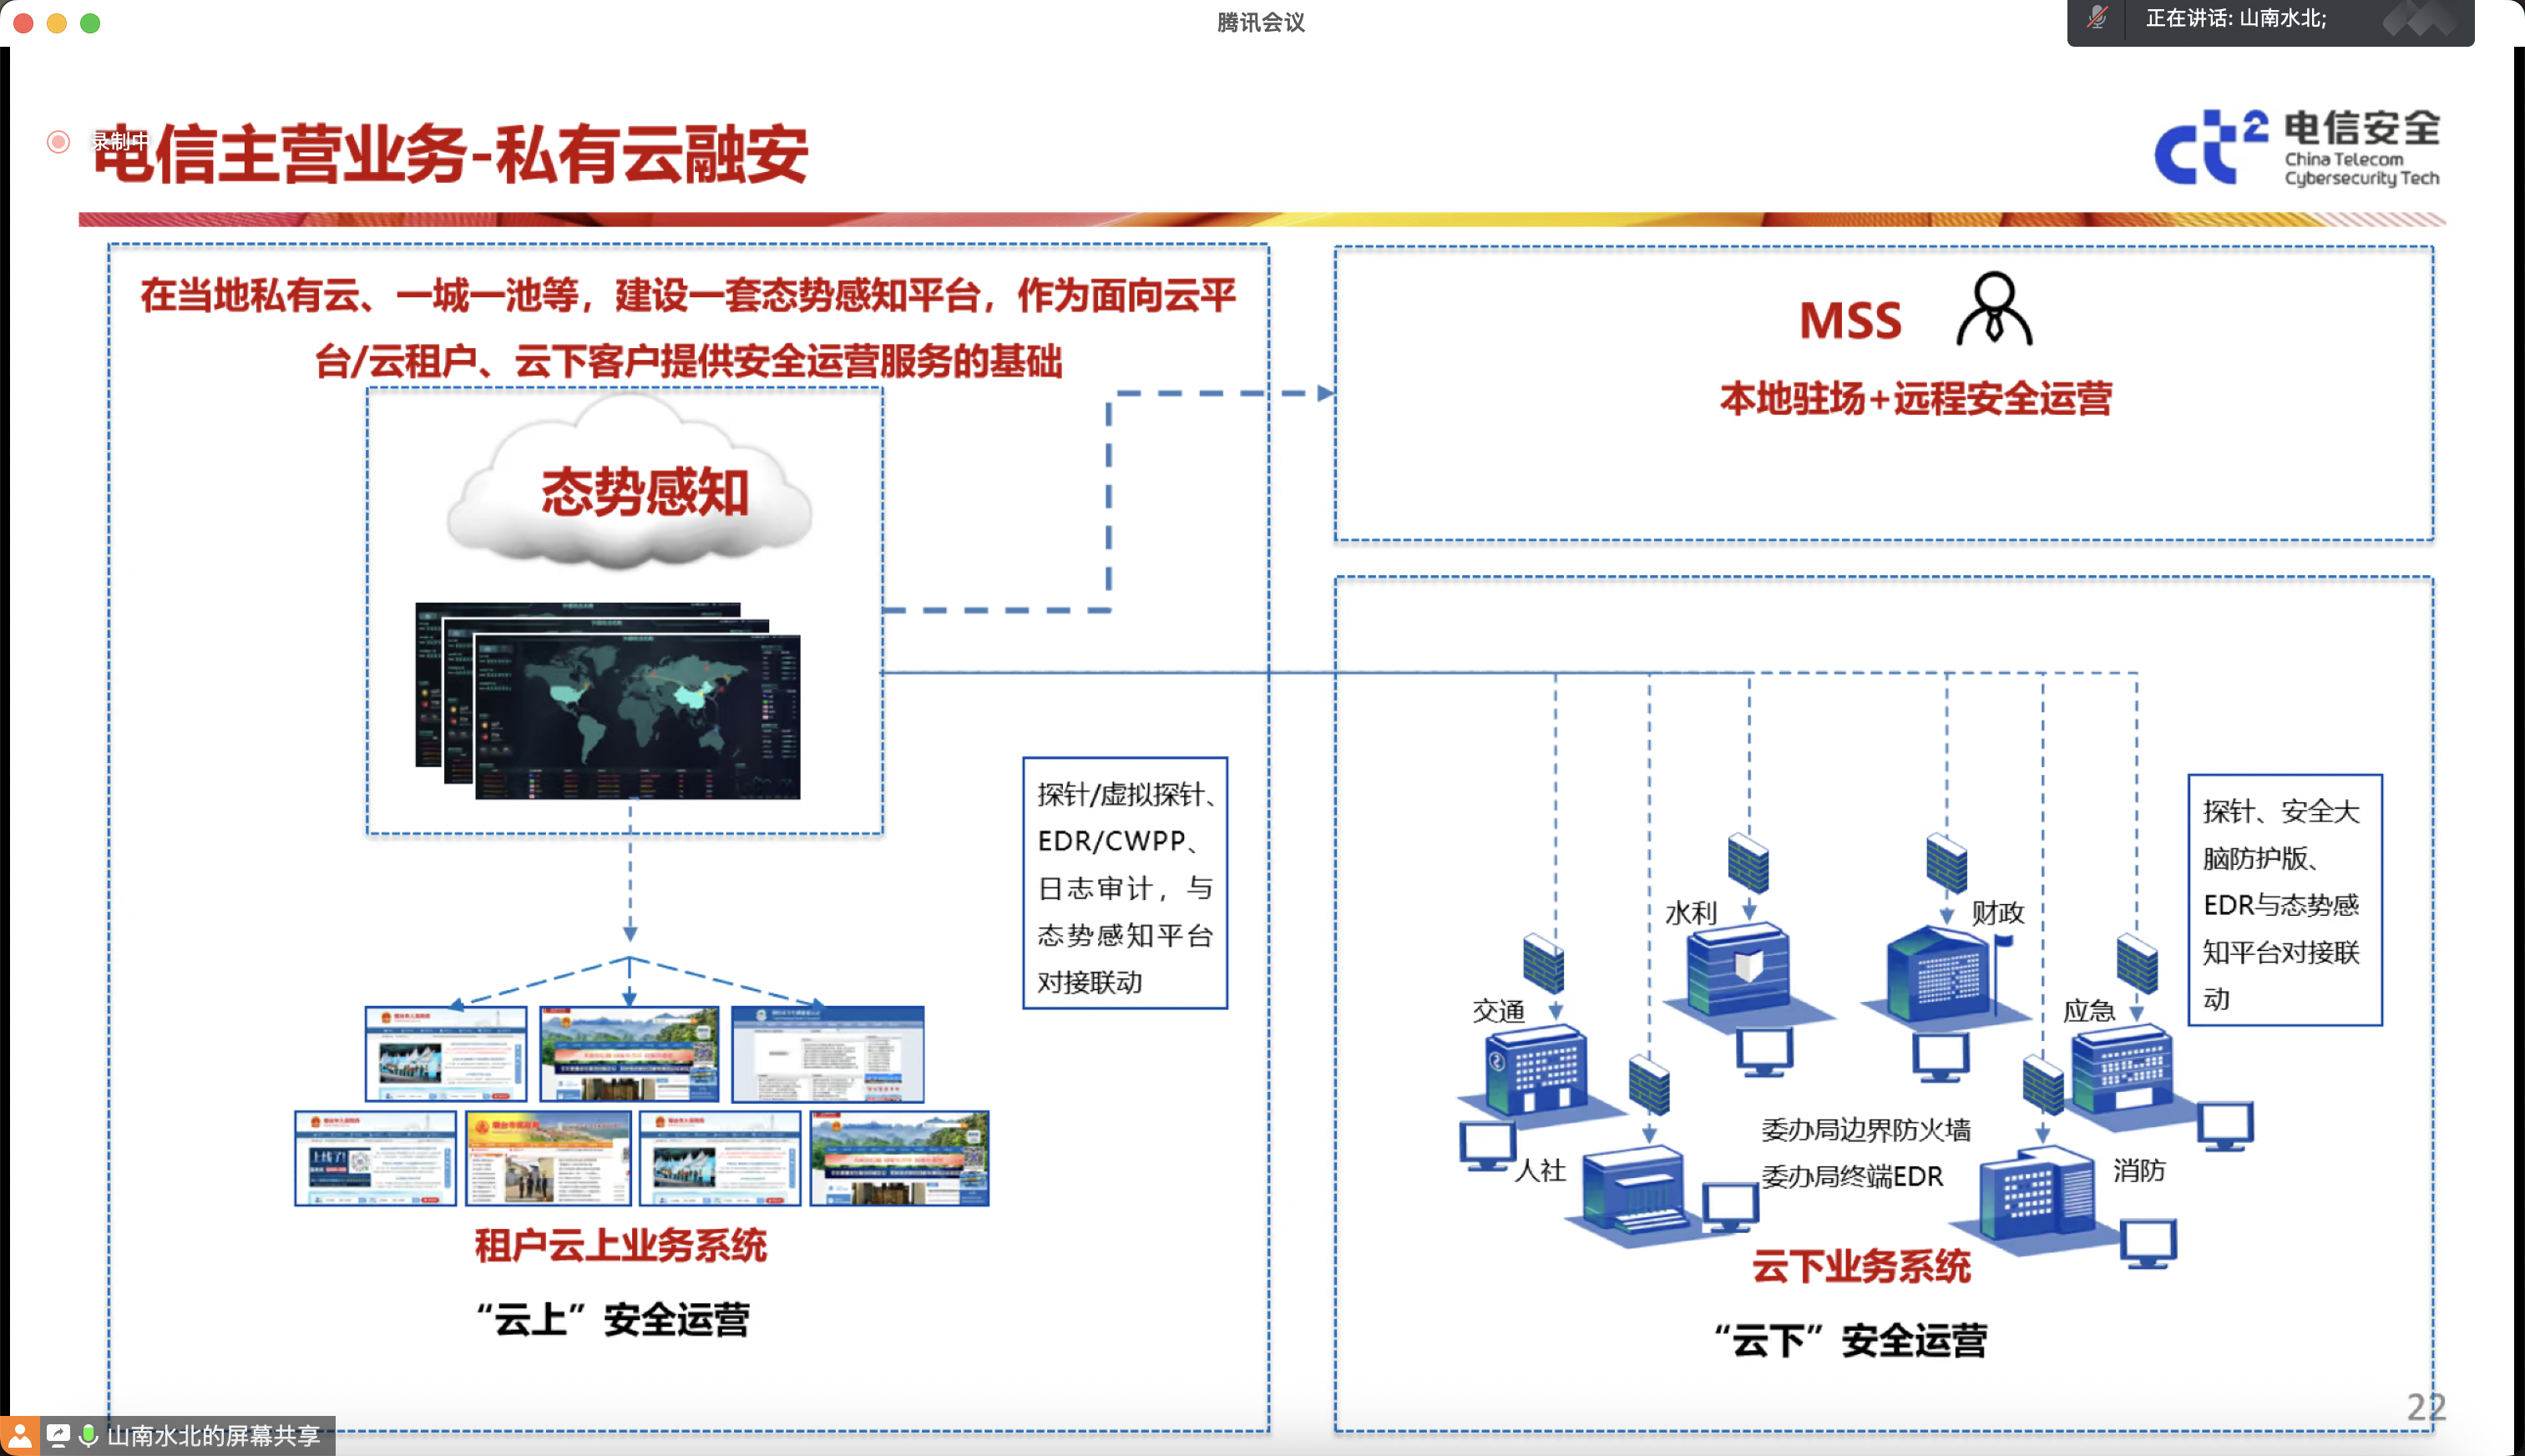 腾讯会议
正在讲话: 山南水北;
录制中
电信主营业务-私有云融安
ct2 电信安全
China Telecom
Cybersecurity Tech
在当地私有云、一城一池等，建设一套态势感知平台，作为面向云平
台/云租户、云下客户提供安全运营服务的基础
态势感知
MSS
本地驻场+远程安全运营
探针/虚拟探针、
EDR/CWPP、
日志审计，与
态势感知平台
对接联动
租户云上业务系统
“云上”安全运营
水利
财政
交通
应急
人社
消防
委办局边界防火墙
委办局终端EDR
探针、安全大
脑防护版、
EDR与态势感
知平台对接联
动
云下业务系统
“云下”安全运营
22
山南水北的屏幕共享